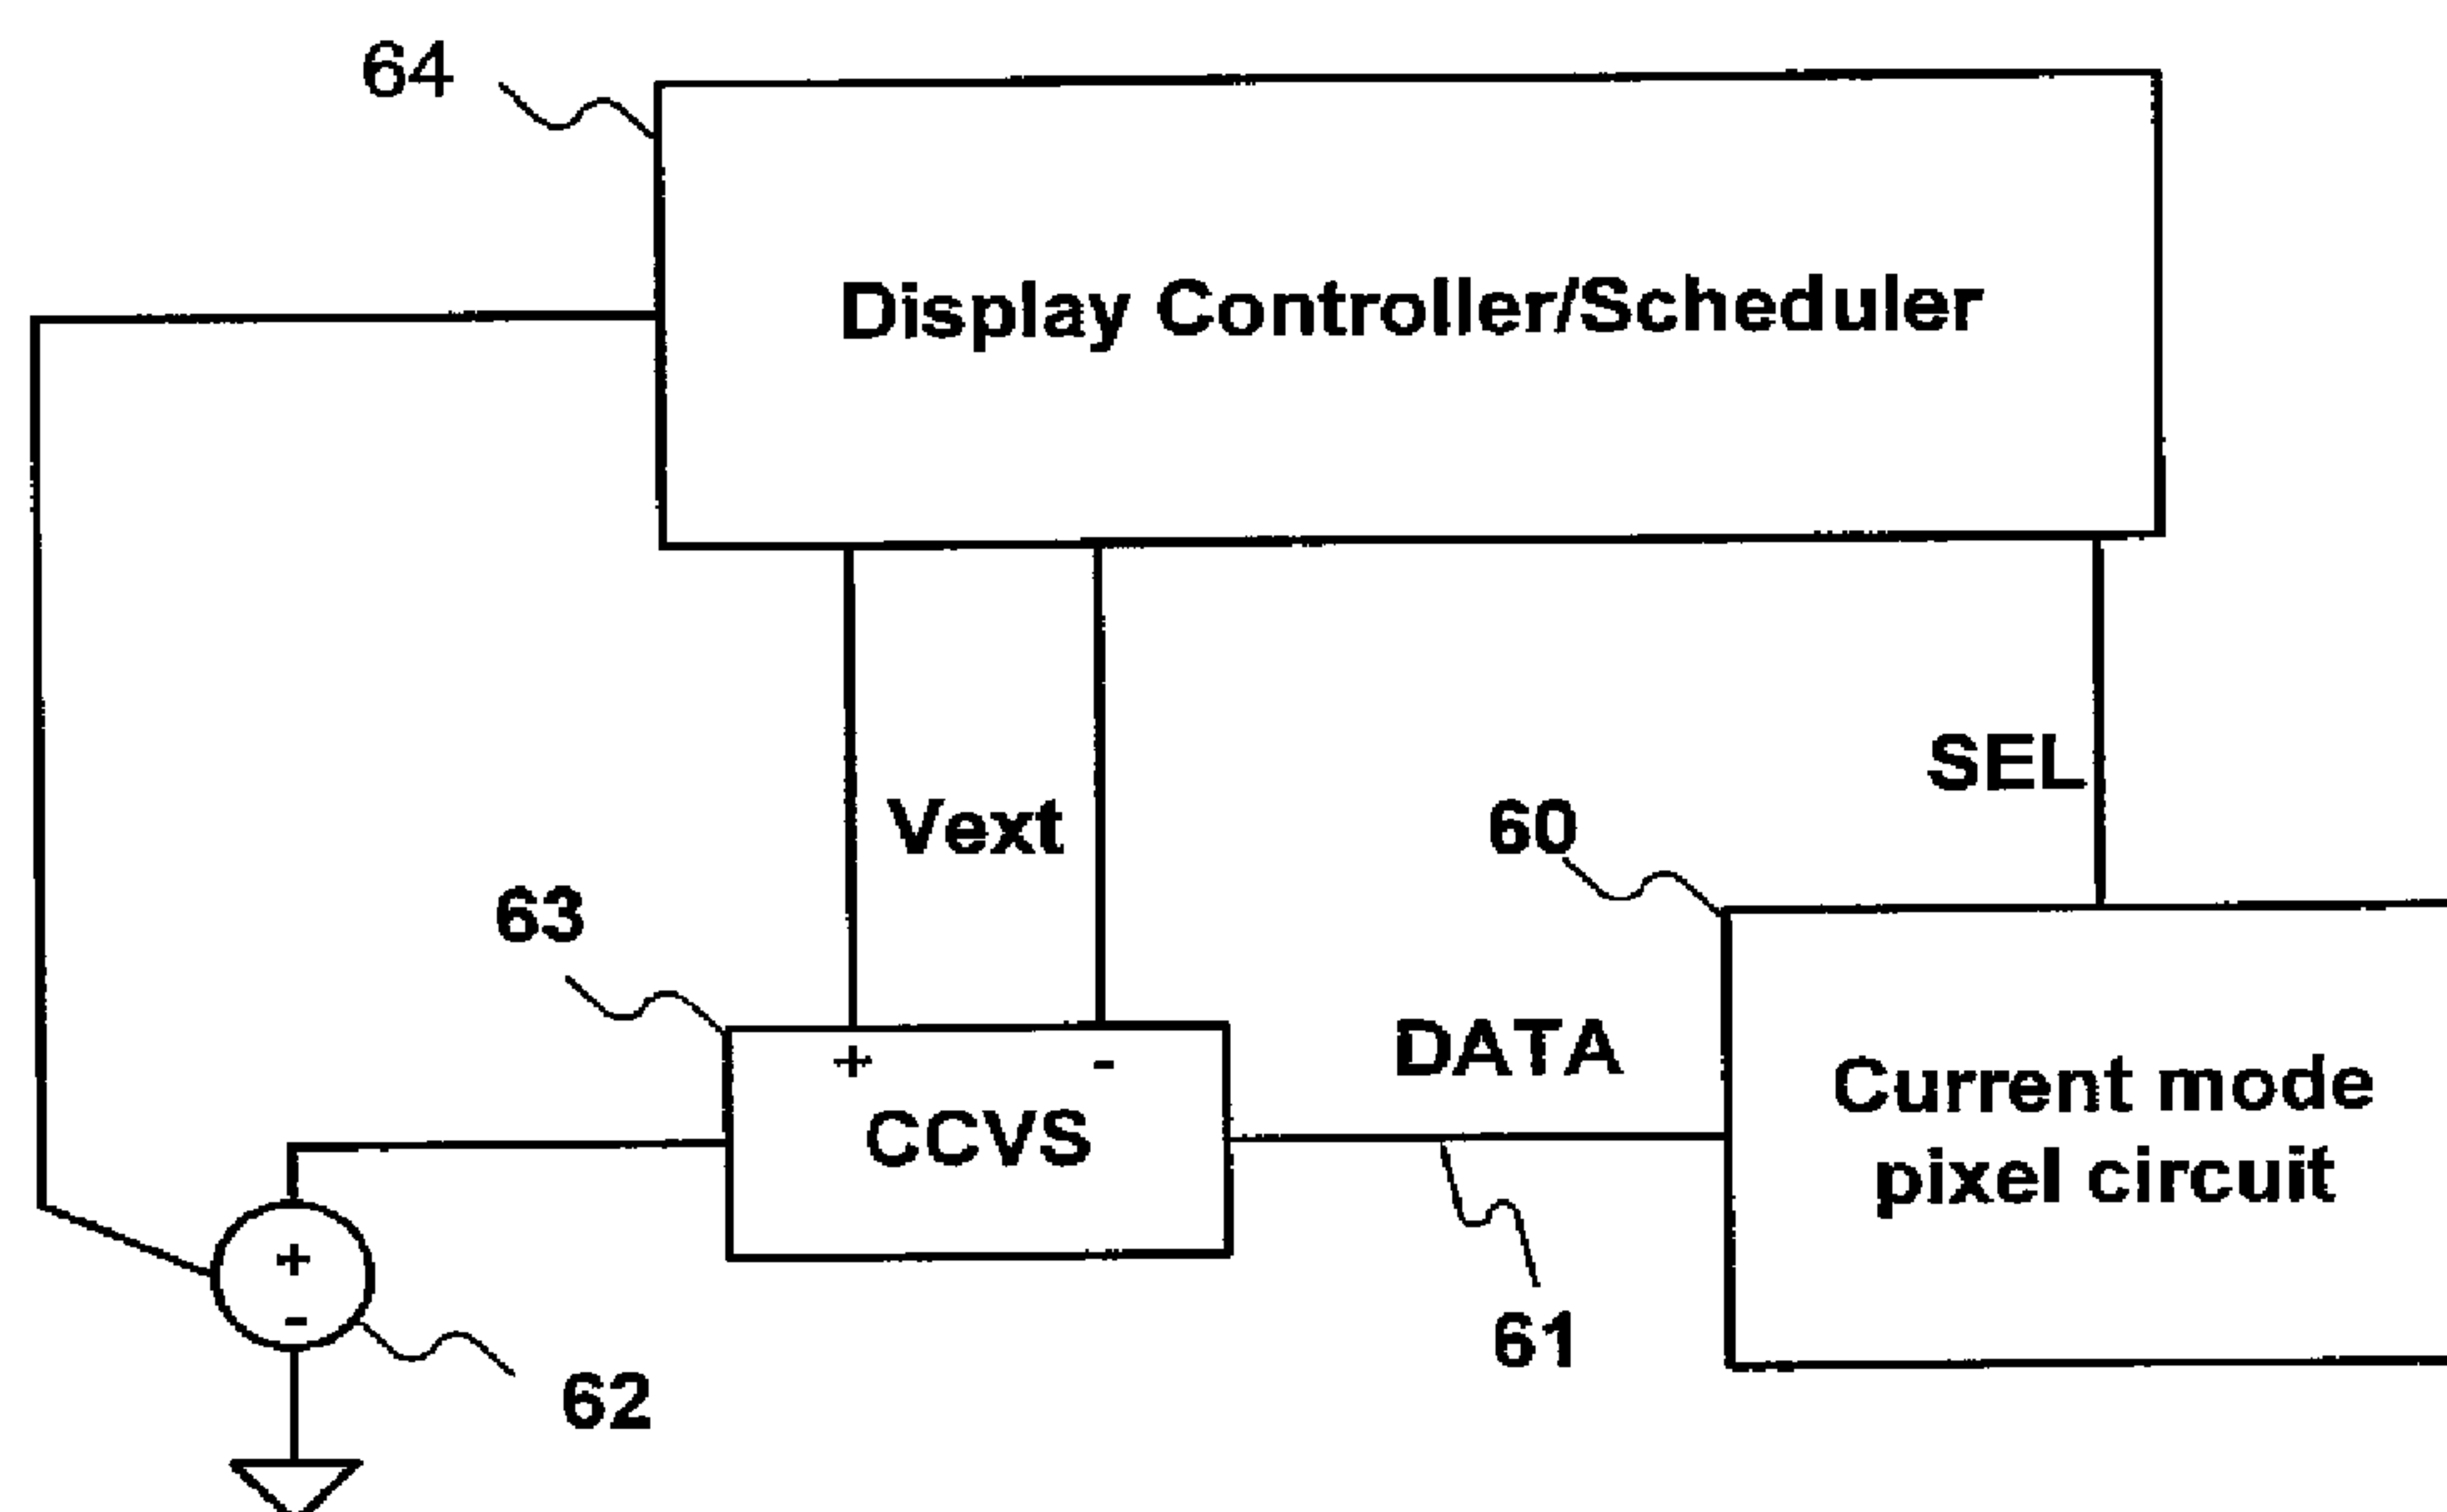 64
Display Controller/Scheduler
SEL
Vext
60
63
DATA
+ -
CCVS
Current mode
pixel circuit
+
-
61
62